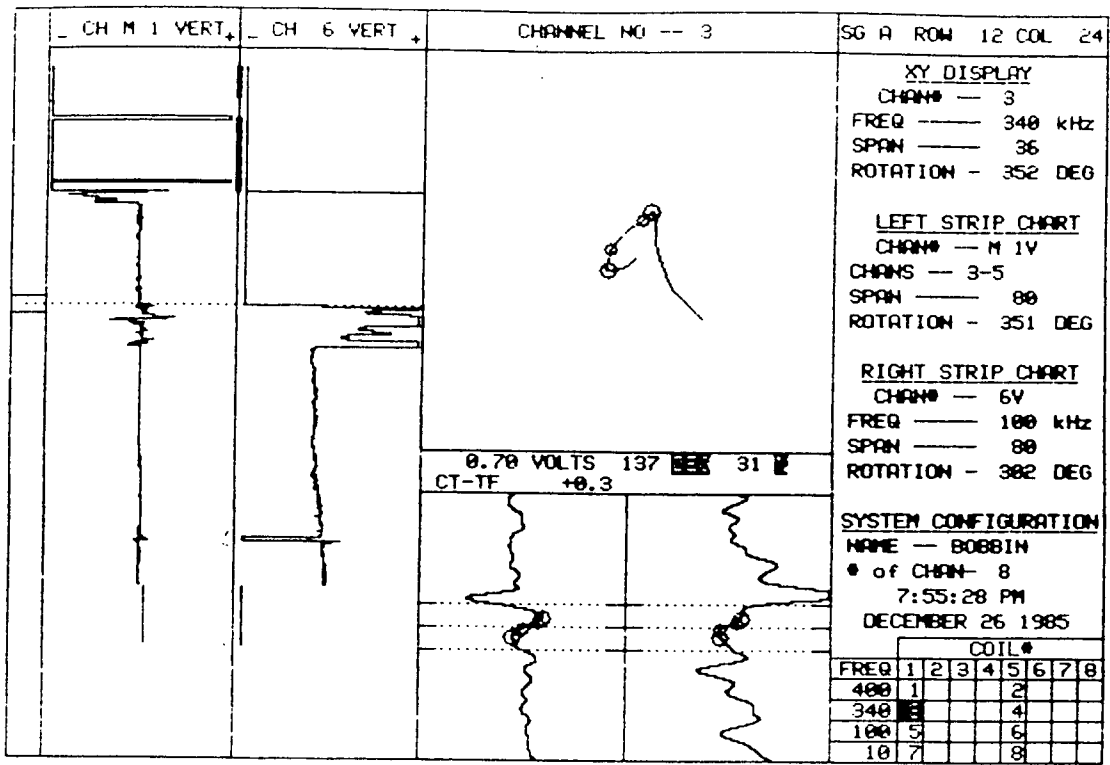 _ CH M 1 VERT +
_ CH 6 VERT +
CHANNEL NO -- 3
SG A ROW 12 COL 24
XY DISPLAY
CHAN# -- 3
FREQ ----- 340 kHz
SPAN ----- 36
ROTATION - 352 DEG
LEFT STRIP CHART
CHAN# -- M 1V
CHANS -- 3-5
SPAN ----- 80
ROTATION - 351 DEG
RIGHT STRIP CHART
CHAN# -- 6V
FREQ ----- 100 kHz
SPAN ----- 80
ROTATION - 302 DEG
0.70 VOLTS 137 31
CT-TF +0.3
SYSTEM CONFIGURATION
NAME -- BOBBIN
# of CHAN- 8
7:55:28 PM
DECEMBER 26 1985
COIL#
FREQ 1 2 3 4 5 6 7 8
400 1 2
340 4
100 5 6
10 7 8